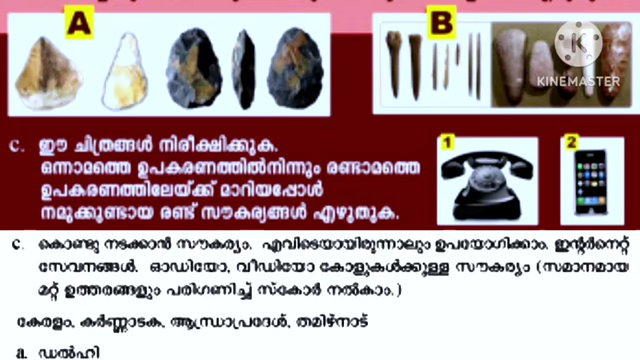 A
B
KINEMASTER
c. ഈ ചിത്രങ്ങൾ നിരീക്ഷിക്കുക.
ഒന്നാമത്തെ ഉപകരണത്തിൽനിന്നും രണ്ടാമത്തെ
ഉപകരണത്തിലേയ്ക്ക് മാറിയപ്പോൾ
നമുക്കുണ്ടായ രണ്ട് സൗകര്യങ്ങൾ എഴുതുക.
1
2
c. കൊണ്ടു നടക്കാൻ സൗകര്യം. എവിടെയായിരുന്നാലും ഉപയോഗിക്കാം. ഇന്റർനെറ്റ്
സേവനങ്ങൾ. ഓഡിയോ, വീഡിയോ കോളുകൾക്കുള്ള സൗകര്യം (സമാനമായ
മറ്റ് ഉത്തരങ്ങളും പരിഗണിച്ച് സ്കോർ നൽകാം.)
കേരളം, കർണ്ണാടക, ആന്ധ്രാപ്രദേശ്, തമിഴ്നാട്
a. ഡൽഹി